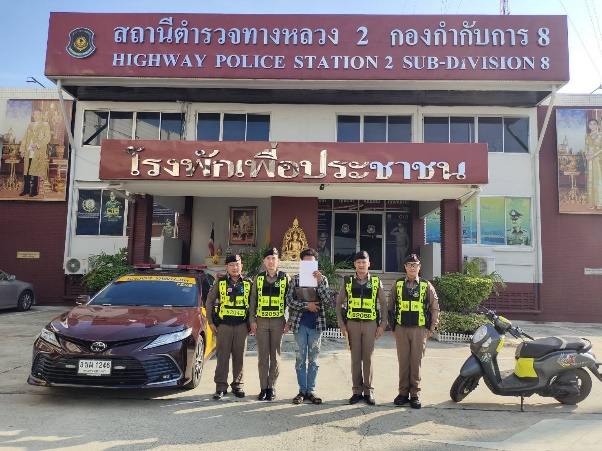 สถานีตำรวจทางหลวง 2 กองกำกับการ 8
HIGHWAY POLICE STATION 2 SUB-DiVISION 8
โรงพักเพื่อประชาชน
1246